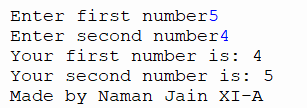 Enter first number5
Enter second number4
Your first number is: 4
Your second number is: 5
Made by Naman Jain XI-A